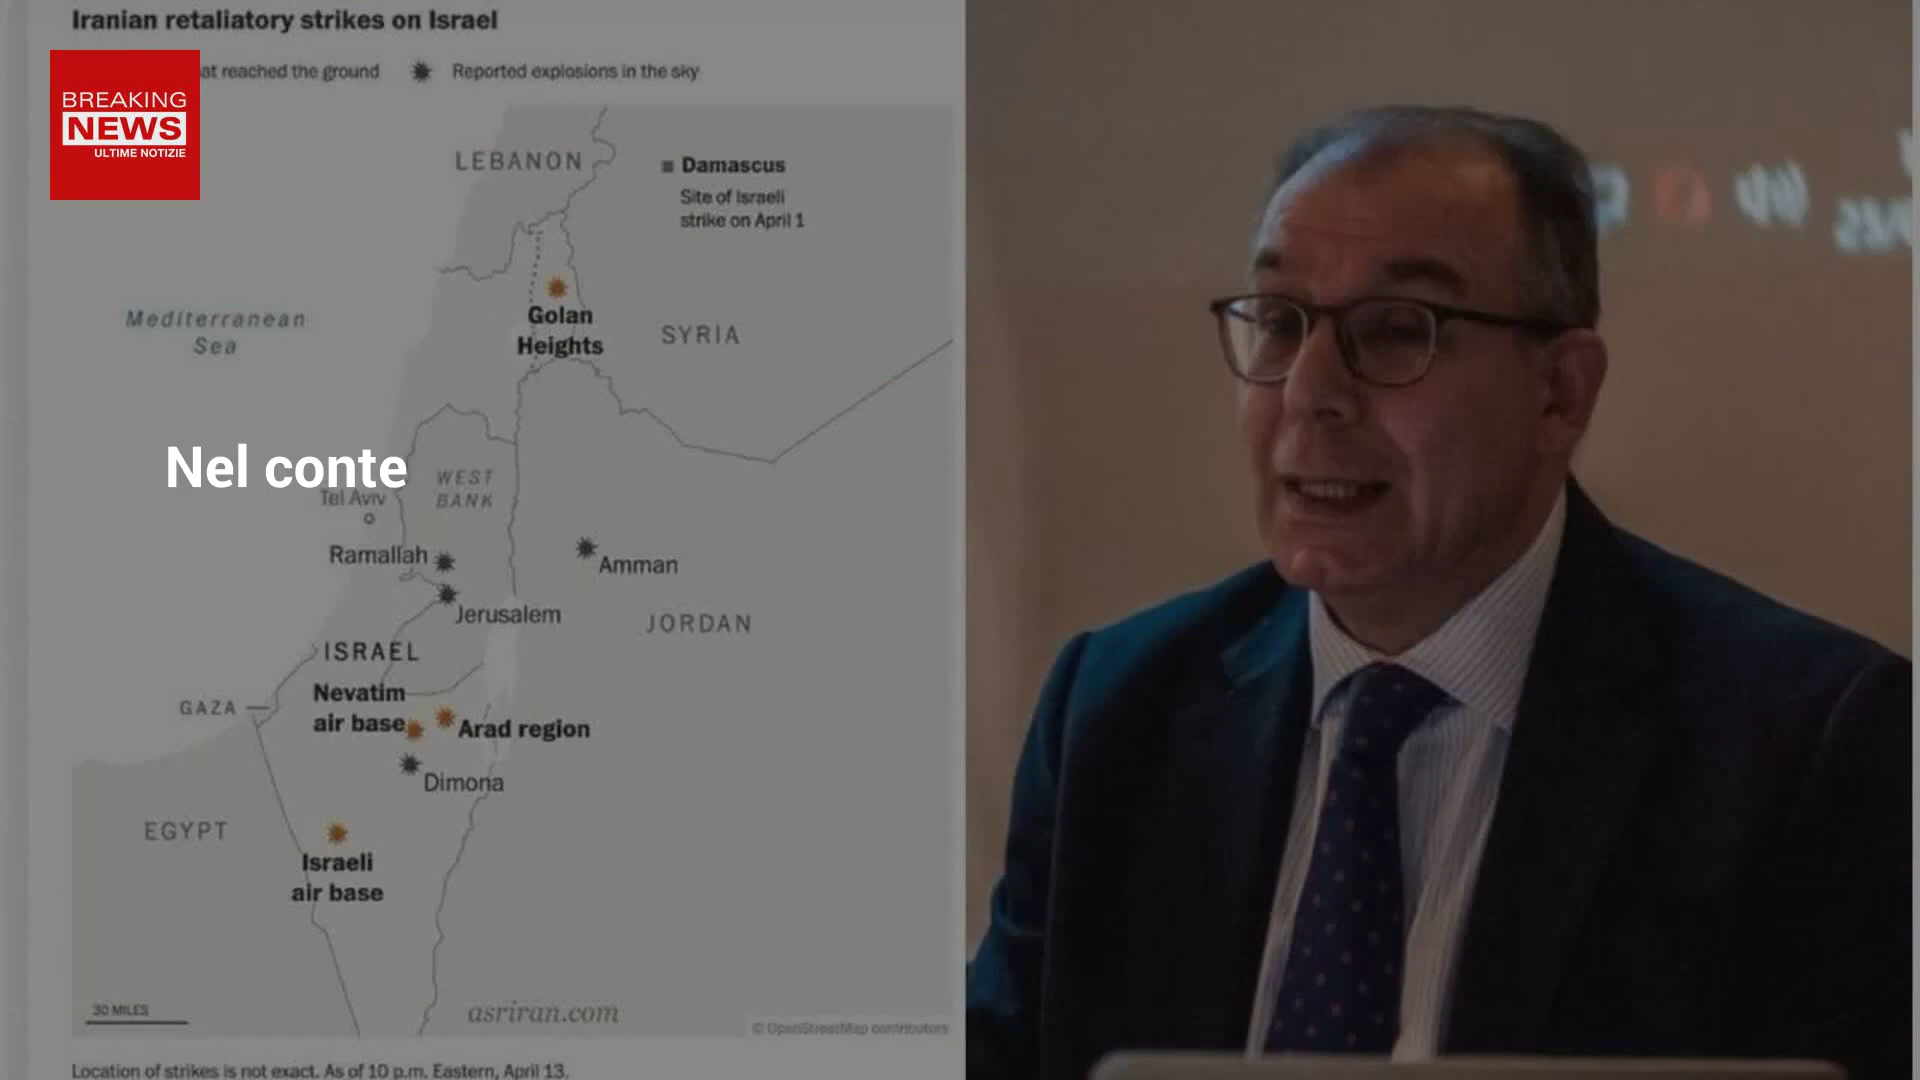 Iranian retaliatory strikes on Israel
at reached the ground
Reported explosions in the sky
BREAKING
NEWS
ULTIME NOTIZIE
LEBANON
Damascus
Site of Israeli
strike on April 1
Mediterranean
Sea
Golan
Heights
SYRIA
Nel conte
WEST
BANK
Tel Aviv
Ramallah
Amman
Jerusalem
JORDAN
ISRAEL
Nevatim
air base
GAZA
Arad region
Dimona
EGYPT
Israeli
air base
30 MILES
asriran.com
© OpenStreetMap contributors
Location of strikes is not exact. As of 10 p.m. Eastern, April 13.